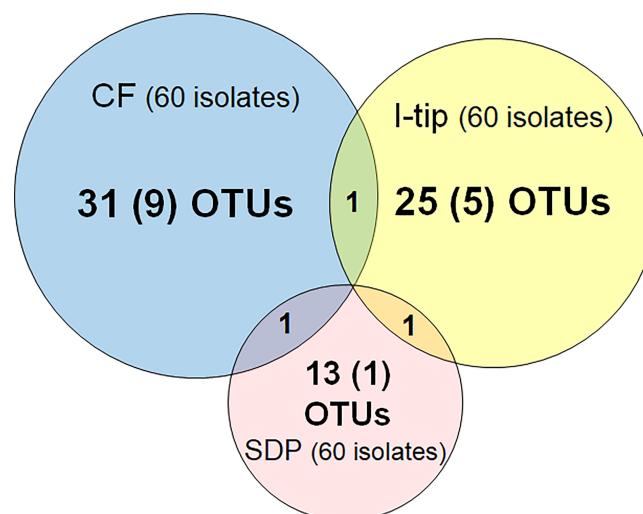 CF (60 isolates)
I-tip (60 isolates)
31 (9) OTUs
1
25 (5) OTUs
1
1
13 (1)
OTUs
SDP (60 isolates)